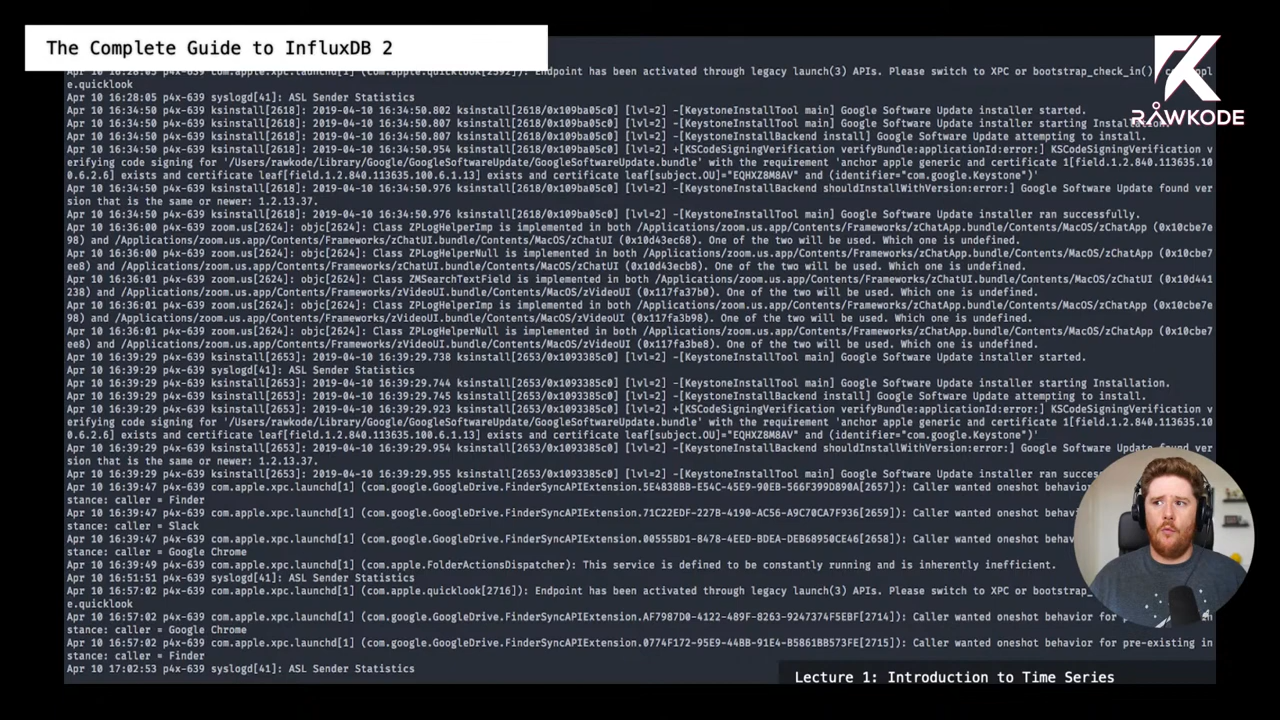 The Complete Guide to InfluxDB 2
RAWKODE
Apr 10 16:28:05 p4x-639 com.apple.xpc.launchd[1] (com.apple.quicklook[2592]): Endpoint has been activated through legacy launch(3) APIs. Please switch to XPC or bootstrap_check_in():
e.quicklook
Apr 10 16:28:05 p4x-639 syslogd[41]: ASL Sender Statistics
Apr 10 16:34:50 p4x-639 ksinstall[2618]: 2019-04-10 16:34:50.802 ksinstall[2618/0x109ba05c0] [lvl=2] -[KeystoneInstallTool main] Google Software Update installer started.
Apr 10 16:34:50 p4x-639 ksinstall[2618]: 2019-04-10 16:34:50.807 ksinstall[2618/0x109ba05c0] [lvl=2] -[KeystoneInstallTool main] Google Software Update installer starting Installation.
Apr 10 16:34:50 p4x-639 ksinstall[2618]: 2019-04-10 16:34:50.807 ksinstall[2618/0x109ba05c0] [lvl=2] -[KeystoneInstallBackend install] Google Software Update attempting to install.
Apr 10 16:34:50 p4x-639 ksinstall[2618]: 2019-04-10 16:34:50.954 ksinstall[2618/0x109ba05c0] [lvl=2] +[KSCodeSigningVerification verifyBundle:applicationId:error:] KSCodeSigningVerification v
erifying code signing for '/Users/rawkode/Library/Google/GoogleSoftwareUpdate/GoogleSoftwareUpdate.bundle' with the requirement 'anchor apple generic and certificate 1[field.1.2.840.113635.10
0.6.2.6] exists and certificate leaf[field.1.2.840.113635.100.6.1.13] exists and certificate leaf[subject.OU]="EQHXZ8M8AV" and (identifier="com.google.Keystone")'
Apr 10 16:34:50 p4x-639 ksinstall[2618]: 2019-04-10 16:34:50.976 ksinstall[2618/0x109ba05c0] [lvl=2] -[KeystoneInstallBackend shouldInstallWithVersion:error:] Google Software Update found ver
sion that is the same or newer: 1.2.13.37.
Apr 10 16:34:50 p4x-639 ksinstall[2618]: 2019-04-10 16:34:50.976 ksinstall[2618/0x109ba05c0] [lvl=2] -[KeystoneInstallTool main] Google Software Update installer ran successfully.
Apr 10 16:36:00 p4x-639 zoom.us[2624]: objc[2624]: Class ZPLogHelperImp is implemented in both /Applications/zoom.us.app/Contents/Frameworks/zChatApp.bundle/Contents/MacOS/zChatApp (0x10cbe7e
98) and /Applications/zoom.us.app/Contents/Frameworks/zChatUI.bundle/Contents/MacOS/zChatUI (0x10d43ec68). One of the two will be used. Which one is undefined.
Apr 10 16:36:00 p4x-639 zoom.us[2624]: objc[2624]: Class ZPLogHelperNull is implemented in both /Applications/zoom.us.app/Contents/Frameworks/zChatApp.bundle/Contents/MacOS/zChatApp (0x10cbe7
ee8) and /Applications/zoom.us.app/Contents/Frameworks/zChatUI.bundle/Contents/MacOS/zChatUI (0x10d43ecb8). One of the two will be used. Which one is undefined.
Apr 10 16:36:01 p4x-639 zoom.us[2624]: objc[2624]: Class ZMSearchTextField is implemented in both /Applications/zoom.us.app/Contents/Frameworks/zChatUI.bundle/Contents/MacOS/zChatUI (0x10d441
238) and /Applications/zoom.us.app/Contents/Frameworks/zVideoUI.bundle/Contents/MacOS/zVideoUI (0x117fa37b0). One of the two will be used. Which one is undefined.
Apr 10 16:36:01 p4x-639 zoom.us[2624]: objc[2624]: Class ZPLogHelperImp is implemented in both /Applications/zoom.us.app/Contents/Frameworks/zChatApp.bundle/Contents/MacOS/zChatApp (0x10cbe7e
98) and /Applications/zoom.us.app/Contents/Frameworks/zVideoUI.bundle/Contents/MacOS/zVideoUI (0x117fa3b98). One of the two will be used. Which one is undefined.
Apr 10 16:36:01 p4x-639 zoom.us[2624]: objc[2624]: Class ZPLogHelperNull is implemented in both /Applications/zoom.us.app/Contents/Frameworks/zChatApp.bundle/Contents/MacOS/zChatApp (0x10cbe7
ee8) and /Applications/zoom.us.app/Contents/Frameworks/zVideoUI.bundle/Contents/MacOS/zVideoUI (0x117fa3be8). One of the two will be used. Which one is undefined.
Apr 10 16:39:29 p4x-639 ksinstall[2653]: 2019-04-10 16:39:29.738 ksinstall[2653/0x1093385c0] [lvl=2] -[KeystoneInstallTool main] Google Software Update installer started.
Apr 10 16:39:29 p4x-639 syslogd[41]: ASL Sender Statistics
Apr 10 16:39:29 p4x-639 ksinstall[2653]: 2019-04-10 16:39:29.744 ksinstall[2653/0x1093385c0] [lvl=2] -[KeystoneInstallTool main] Google Software Update installer starting Installation.
Apr 10 16:39:29 p4x-639 ksinstall[2653]: 2019-04-10 16:39:29.745 ksinstall[2653/0x1093385c0] [lvl=2] -[KeystoneInstallBackend install] Google Software Update attempting to install.
Apr 10 16:39:29 p4x-639 ksinstall[2653]: 2019-04-10 16:39:29.923 ksinstall[2653/0x1093385c0] [lvl=2] +[KSCodeSigningVerification verifyBundle:applicationId:error:] KSCodeSigningVerification v
erifying code signing for '/Users/rawkode/Library/Google/GoogleSoftwareUpdate/GoogleSoftwareUpdate.bundle' with the requirement 'anchor apple generic and certificate 1[field.1.2.840.113635.10
0.6.2.6] exists and certificate leaf[field.1.2.840.113635.100.6.1.13] exists and certificate leaf[subject.OU]="EQHXZ8M8AV" and (identifier="com.google.Keystone")'
Apr 10 16:39:29 p4x-639 ksinstall[2653]: 2019-04-10 16:39:29.954 ksinstall[2653/0x1093385c0] [lvl=2] -[KeystoneInstallBackend shouldInstallWithVersion:error:] Google Software Update found ver
sion that is the same or newer: 1.2.13.37.
Apr 10 16:39:29 p4x-639 ksinstall[2653]: 2019-04-10 16:39:29.955 ksinstall[2653/0x1093385c0] [lvl=2] -[KeystoneInstallTool main] Google Software Update installer ran
Apr 10 16:39:47 p4x-639 com.apple.xpc.launchd[1] (com.google.GoogleDrive.FinderSyncAPIExtension.5E4838BB-E54C-45E9-90EB-566F399D890A[2657]): Caller wanted oneshot
stance: caller = Finder
Apr 10 16:39:47 p4x-639 com.apple.xpc.launchd[1] (com.google.GoogleDrive.FinderSyncAPIExtension.71C22EDF-227B-4190-AC56-A9C70CA7F936[2659]): Caller wanted oneshot
stance: caller = Slack
Apr 10 16:39:47 p4x-639 com.apple.xpc.launchd[1] (com.google.GoogleDrive.FinderSyncAPIExtension.00555BD1-8478-4EED-BDEA-DEB68950CE46[2658]): Caller wanted oneshot
stance: caller = Google Chrome
Apr 10 16:39:49 p4x-639 com.apple.xpc.launchd[1] (com.apple.FolderActionsDispatcher): This service is defined to be constantly running and is inherently inefficient.
Apr 10 16:51:51 p4x-639 syslogd[41]: ASL Sender Statistics
Apr 10 16:57:02 p4x-639 com.apple.xpc.launchd[1] (com.apple.quicklook[2716]): Endpoint has been activated through legacy launch(3) APIs. Please switch to XPC or
e.quicklook
Apr 10 16:57:02 p4x-639 com.apple.xpc.launchd[1] (com.google.GoogleDrive.FinderSyncAPIExtension.AF7987D0-4122-489F-8263-9247374F5EBF[2714]): Caller wanted oneshot behavior for
stance: caller = Google Chrome
Apr 10 16:57:02 p4x-639 com.apple.xpc.launchd[1] (com.google.GoogleDrive.FinderSyncAPIExtension.0774F172-95E9-44BB-91E4-B5861BB573FE[2715]): Caller wanted oneshot behavior for pre-existing in
stance: caller = Finder
Apr 10 17:02:53 p4x-639 syslogd[41]: ASL Sender Statistics
Lecture 1: Introduction to Time Series